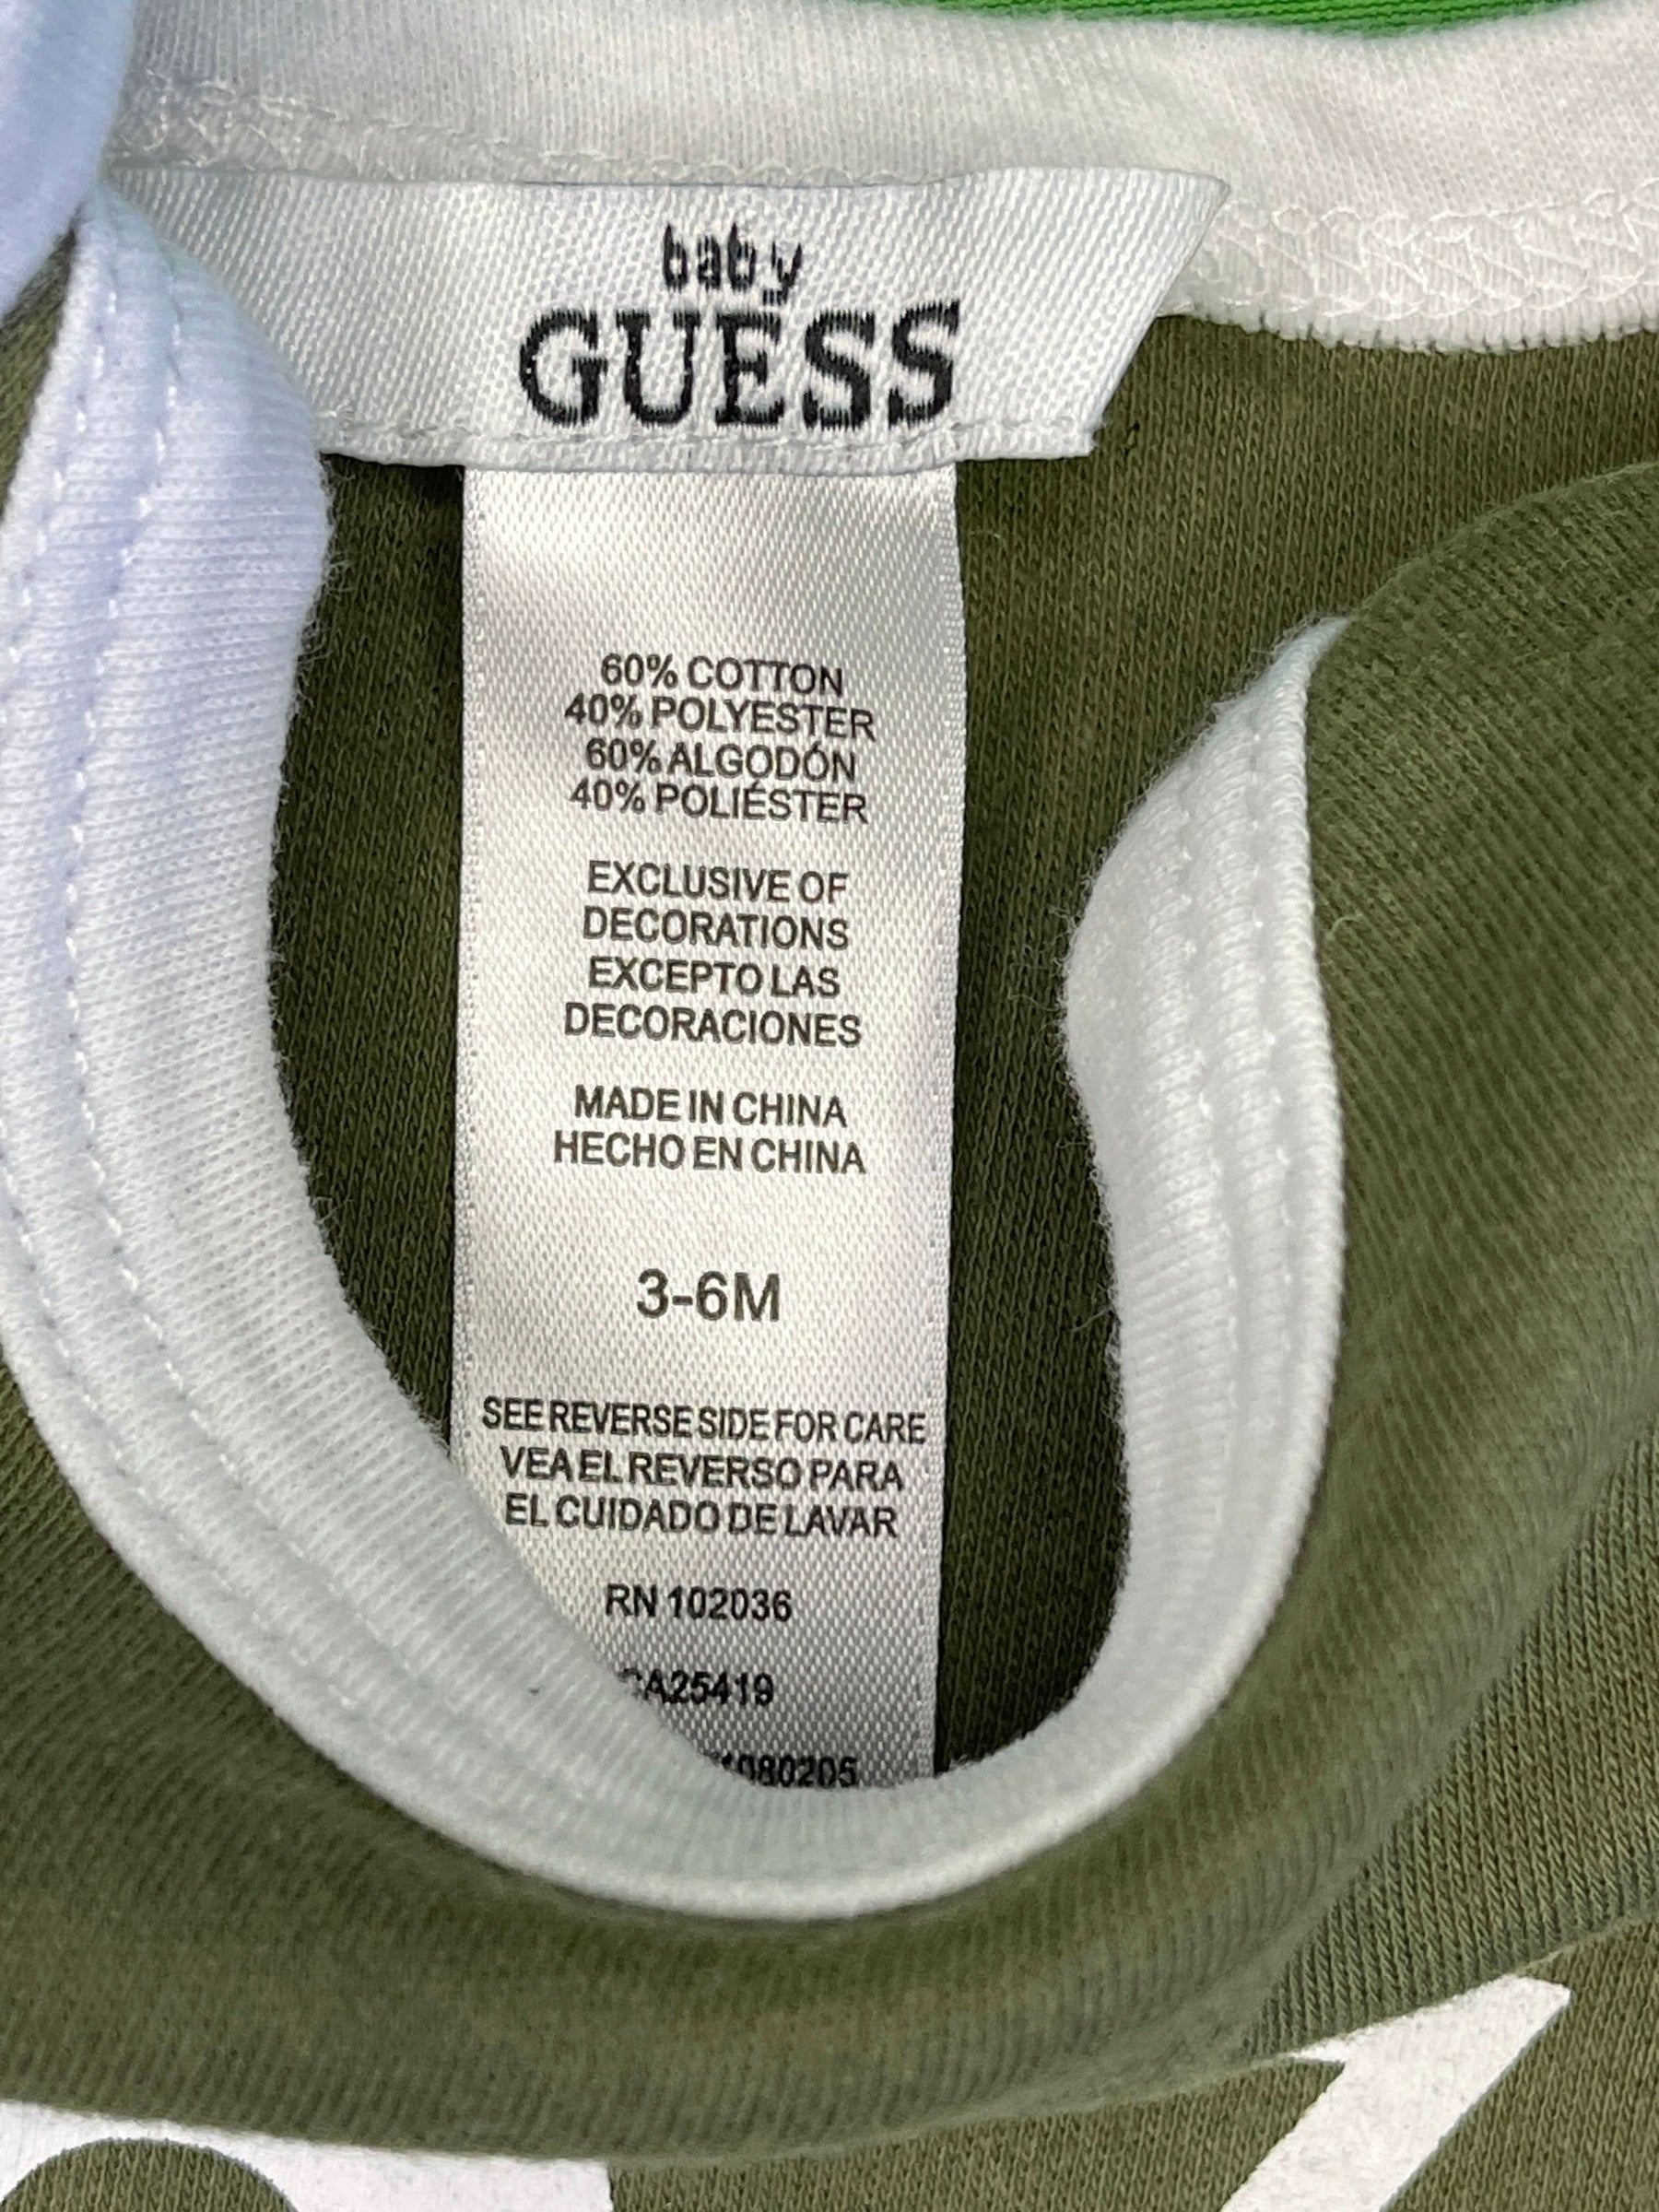 baby
GUESS
60% COTTON
40% POLYESTER
60% ALGODÓN
40% POLIÉSTER
EXCLUSIVE OF
DECORATIONS
EXCEPTO LAS
DECORACIONES
MADE IN CHINA
HECHO EN CHINA
3-6M
SEE REVERSE SIDE FOR CARE
VEA EL REVERSO PARA
EL CUIDADO DE LAVAR
RN 102036
CA25419